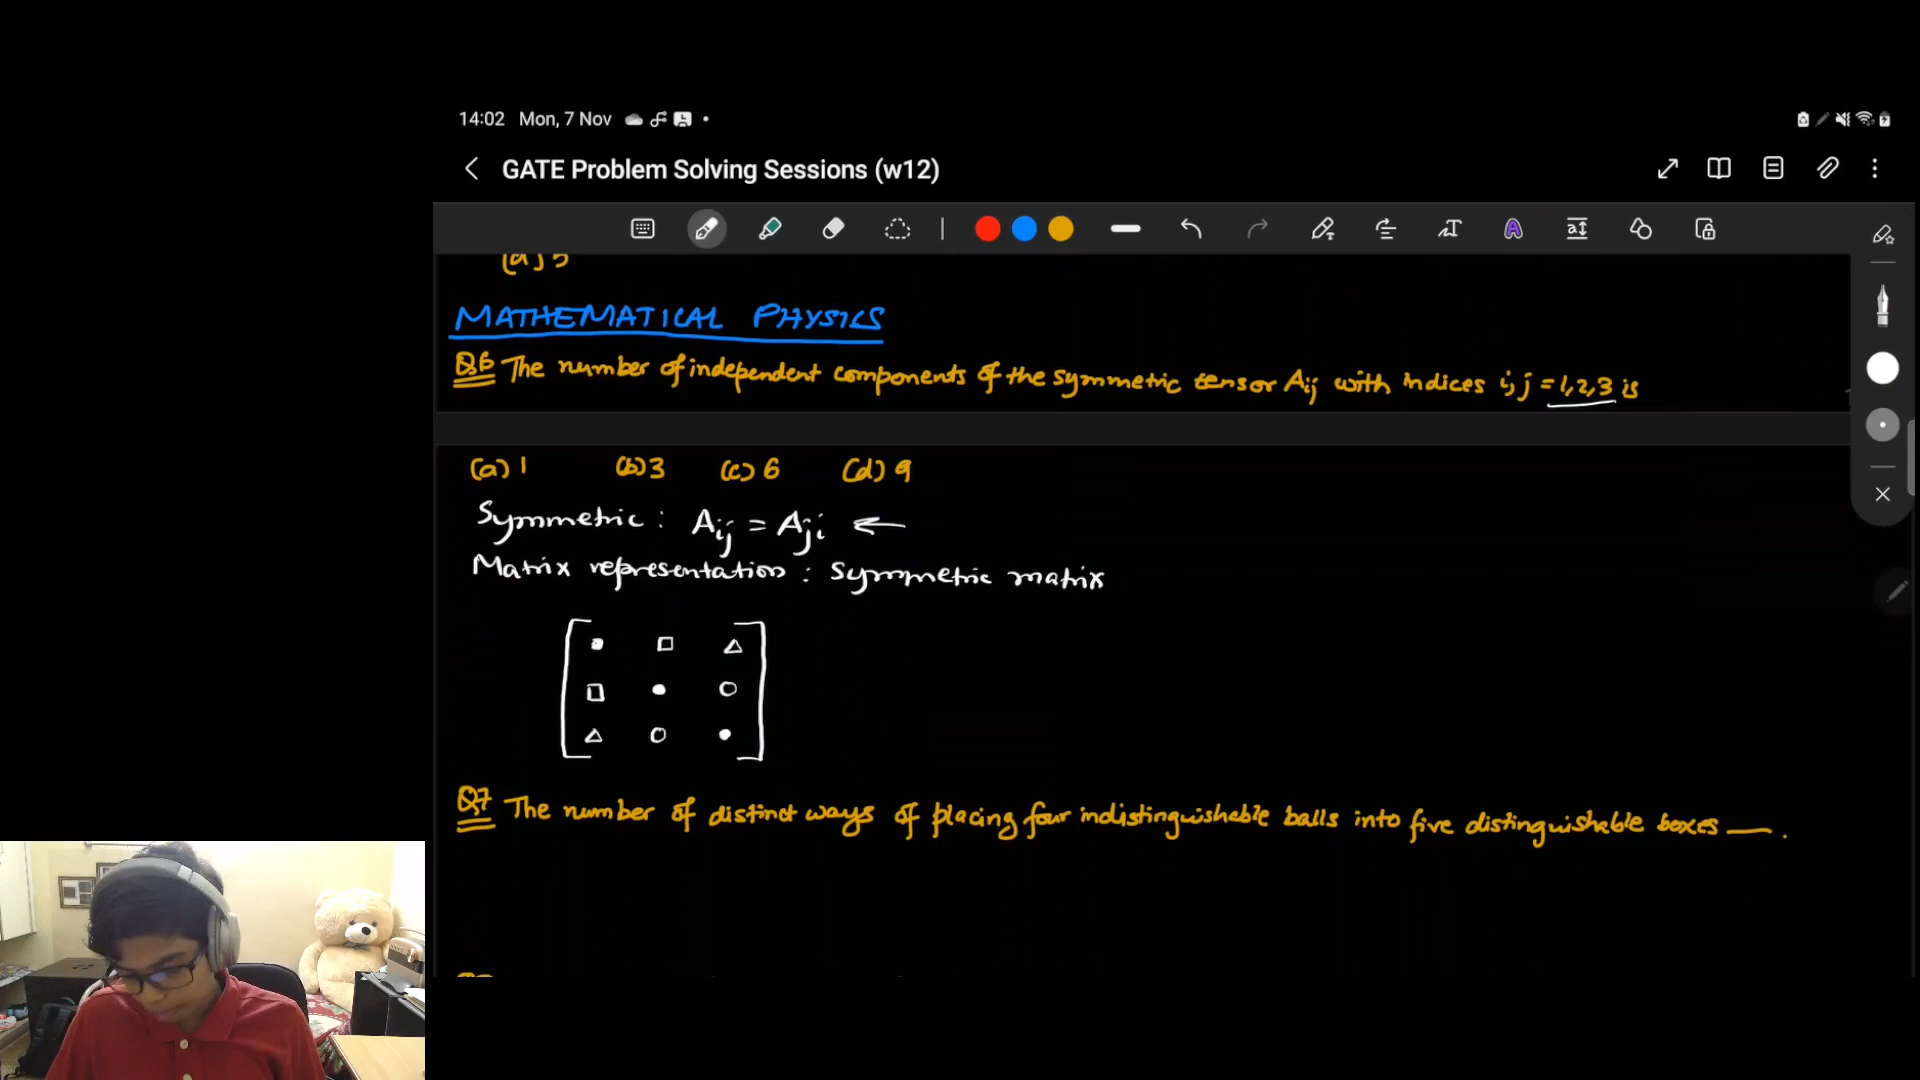 14:02 Mon, 7 Nov
GATE Problem Solving Sessions (w12)
(d) 5
MATHEMATICAL PHYSICS
Q6 The number of independent components of the symmetric tensor Aij with indices i, j = 1,2,3 is
(a) 1 (b) 3 (c) 6 (d) 9
Symmetric : Aij = Aji ←
Matrix representation : Symmetric matrix
Q7 The number of distinct ways of placing four indistinguishable balls into five distinguishable boxes — .